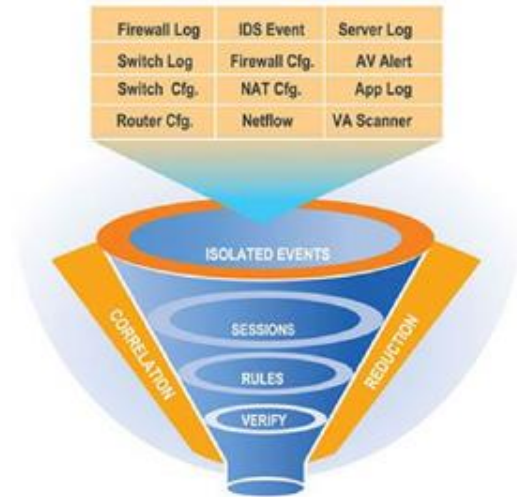 Firewall Log IDS Event Server Log
Switch Log Firewall Cfg. AV Alert
Switch Cfg. NAT Cfg. App Log
Router Cfg. Netflow VA Scanner
ISOLATED EVENTS
CORRELATION
REDUCTION
SESSIONS
RULES
VERIFY